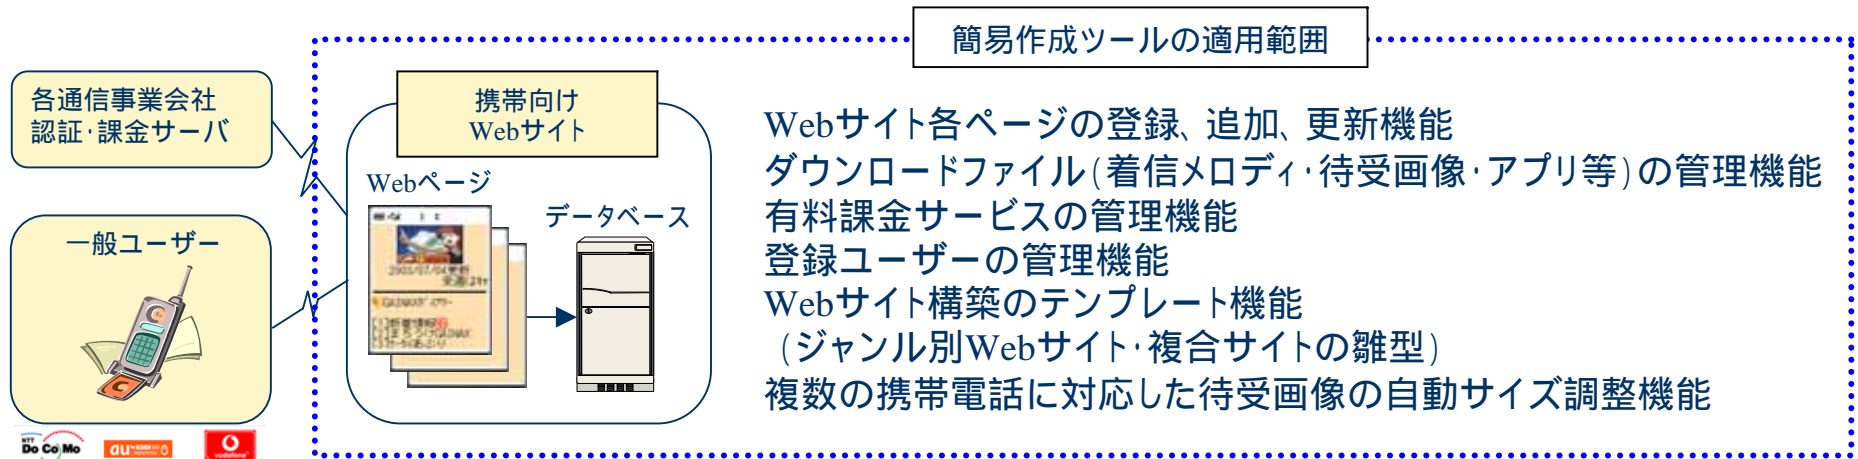 簡易作成ツールの適用範囲
各通信事業会社
認証・課金サーバ
一般ユーザー
NTT
DoCoMo
au by KDDI
vodafone
携帯向け
Webサイト
Webページ
2003/07/04更新
データベース
Webサイト各ページの登録、追加、更新機能
ダウンロードファイル(着信メロディ・待受画像・アプリ等)の管理機能
有料課金サービスの管理機能
登録ユーザーの管理機能
Webサイト構築のテンプレート機能
(ジャンル別Webサイト・複合サイトの雛型)
複数の携帯電話に対応した待受画像の自動サイズ調整機能